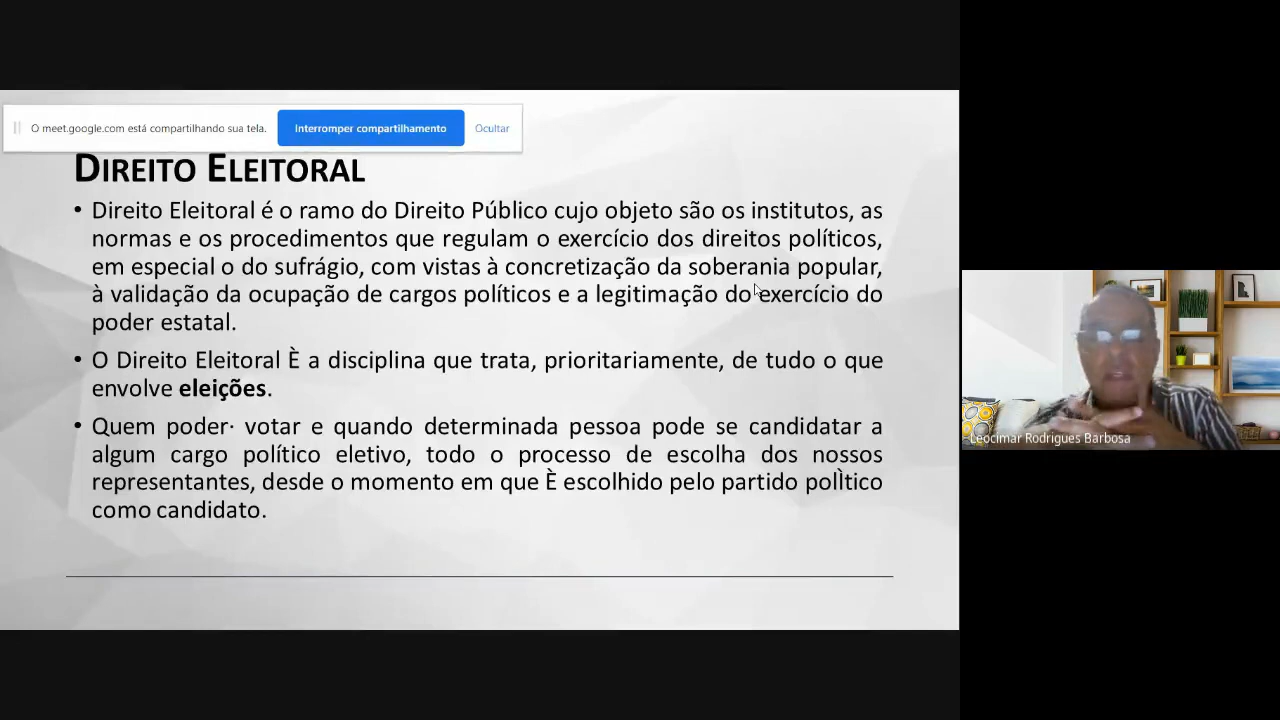 O meet.google.com está compartilhando sua tela.
Interromper compartilhamento
Ocultar
DIREITO ELEITORAL
• Direito Eleitoral é o ramo do Direito Público cujo objeto são os institutos, as
normas e os procedimentos que regulam o exercício dos direitos políticos,
em especial o do sufrágio, com vistas à concretização da soberania popular,
à validação da ocupação de cargos políticos e a legitimação do exercício do
poder estatal.
• O Direito Eleitoral È a disciplina que trata, prioritariamente, de tudo o que
envolve eleições.
• Quem poder· votar e quando determinada pessoa pode se candidatar a
algum cargo político eletivo, todo o processo de escolha dos nossos
representantes, desde o momento em que È escolhido pelo partido polÌtico
como candidato.
Leocimar Rodrigues Barbosa